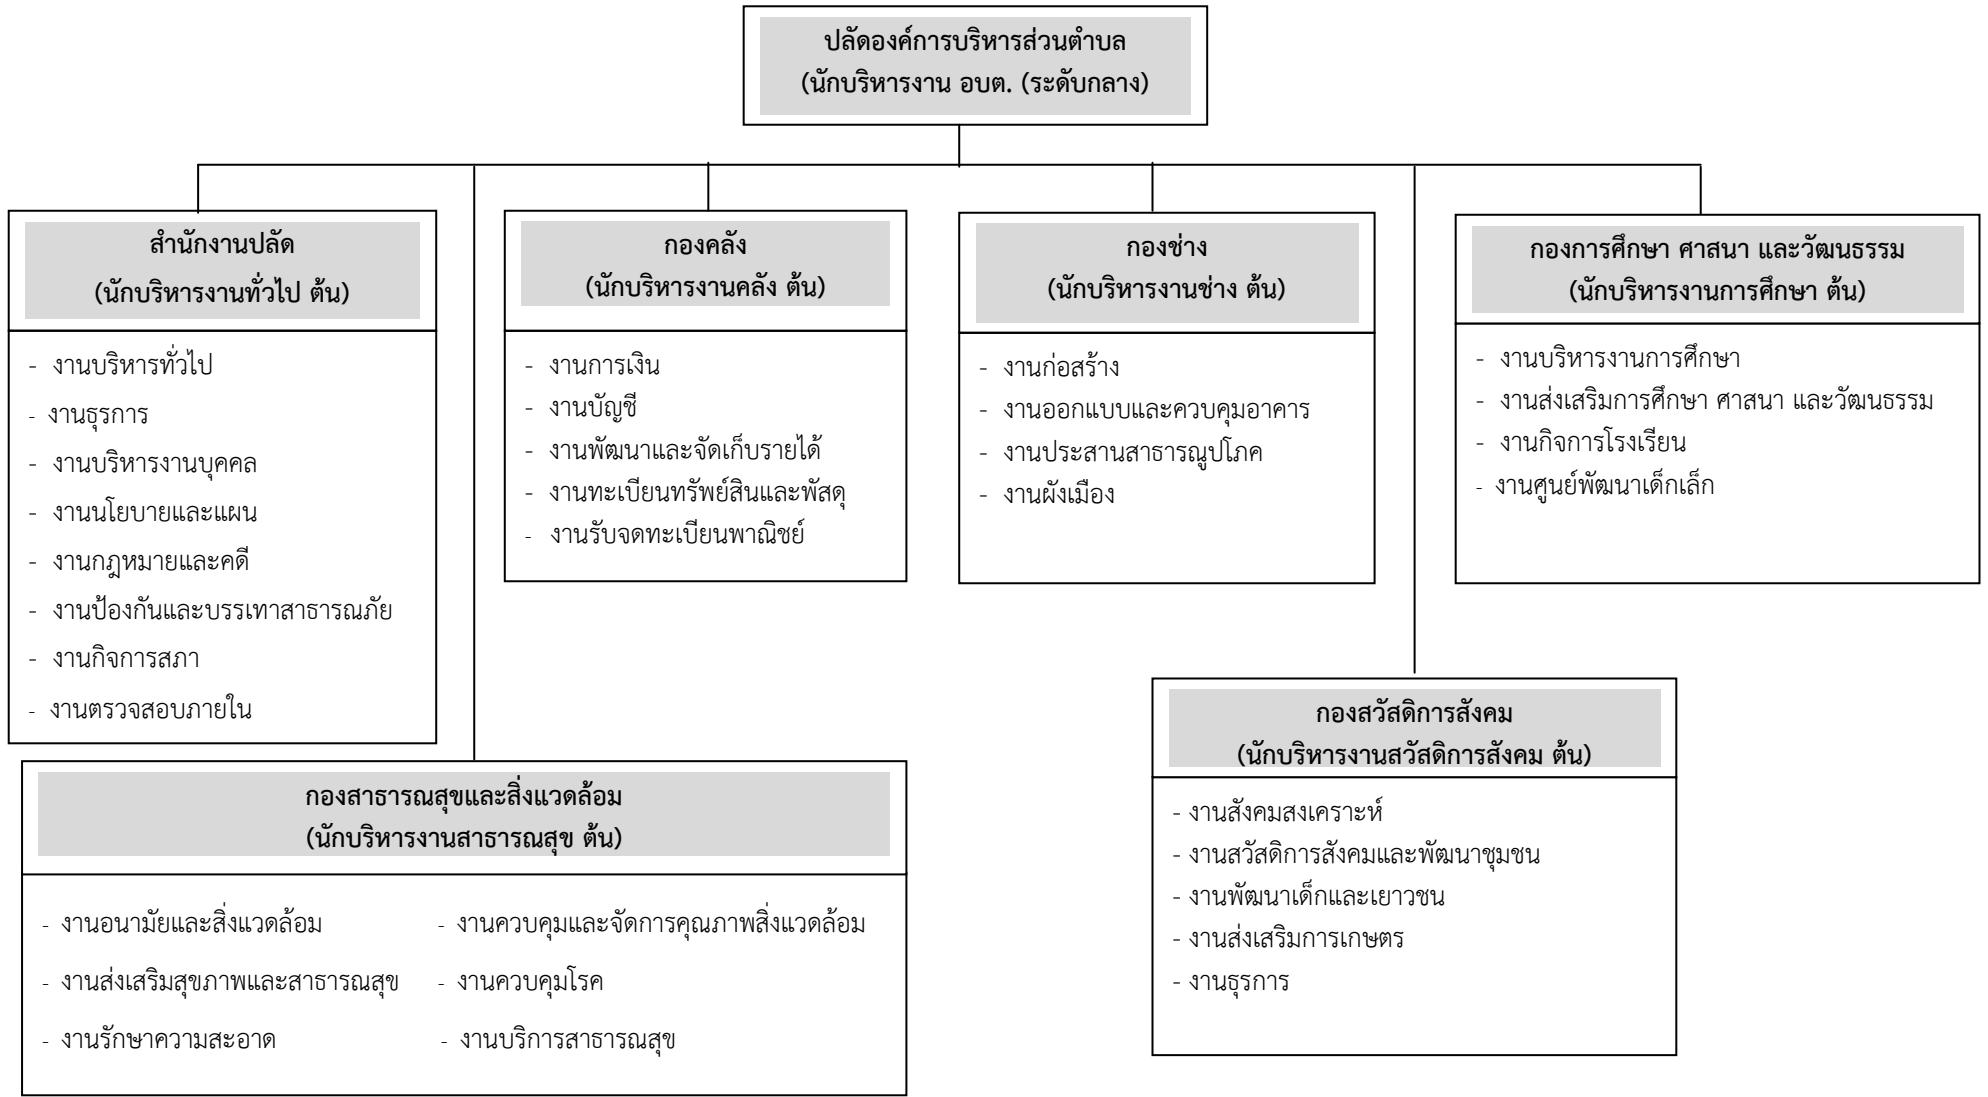 ปลัดองค์การบริหารส่วนตำบล
(นักบริหารงาน อบต. (ระดับกลาง)
สำนักงานปลัด
(นักบริหารงานทั่วไป ต้น)
- งานบริหารทั่วไป
- งานธุรการ
- งานบริหารงานบุคคล
- งานนโยบายและแผน
- งานกฎหมายและคดี
- งานป้องกันและบรรเทาสาธารณภัย
- งานกิจการสภา
- งานตรวจสอบภายใน
กองคลัง
(นักบริหารงานคลัง ต้น)
- งานการเงิน
- งานบัญชี
- งานพัฒนาและจัดเก็บรายได้
- งานทะเบียนทรัพย์สินและพัสดุ
- งานรับจดทะเบียนพาณิชย์
กองช่าง
(นักบริหารงานช่าง ต้น)
- งานก่อสร้าง
- งานออกแบบและควบคุมอาคาร
- งานประสานสาธารณูปโภค
- งานผังเมือง
กองการศึกษา ศาสนา และวัฒนธรรม
(นักบริหารงานการศึกษา ต้น)
- งานบริหารงานการศึกษา
- งานส่งเสริมการศึกษา ศาสนา และวัฒนธรรม
- งานกิจการโรงเรียน
- งานศูนย์พัฒนาเด็กเล็ก
กองสาธารณสุขและสิ่งแวดล้อม
(นักบริหารงานสาธารณสุข ต้น)
- งานอนามัยและสิ่งแวดล้อม - งานควบคุมและจัดการคุณภาพสิ่งแวดล้อม
- งานส่งเสริมสุขภาพและสาธารณสุข - งานควบคุมโรค
- งานรักษาความสะอาด - งานบริการสาธารณสุข
กองสวัสดิการสังคม
(นักบริหารงานสวัสดิการสังคม ต้น)
- งานสังคมสงเคราะห์
- งานสวัสดิการสังคมและพัฒนาชุมชน
- งานพัฒนาเด็กและเยาวชน
- งานส่งเสริมการเกษตร
- งานธุรการ